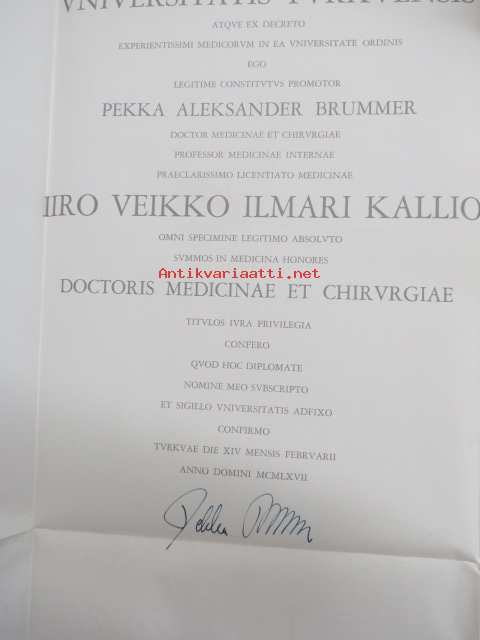 VNIVERSITATIS TVRKVENSIS
ATQVE EX DECRETO
EXPERIENTISSIMI MEDICORVM IN EA VNIVERSITATE ORDINIS
EGO
LEGITIME CONSTITVTVS PROMOTOR
PEKKA ALEKSANDER BRUMMER
DOCTOR MEDICINAE ET CHIRVRGIAE
PROFESSOR MEDICINAE INTERNAE
PRAECLARISSIMO LICENTIATO MEDICINAE
IIRO VEIKKO ILMARI KALLIO
OMNI SPECIMINE LEGITIMO ABSOLVTO
SVMMOS IN MEDICINA HONORES
Antikvariaatti.net
DOCTORIS MEDICINAE ET CHIRVRGIAE
TITVLOS IVRA PRIVILEGIA
CONFERO
QVOD HOC DIPLOMATE
NOMINE MEO SVBSCRIPTO
ET SIGILLO VNIVERSITATIS ADFIXO
CONFIRMO
TVRKVAE DIE XIV MENSIS FEBRVARII
ANNO DOMINI MCMLXVII
Pekka